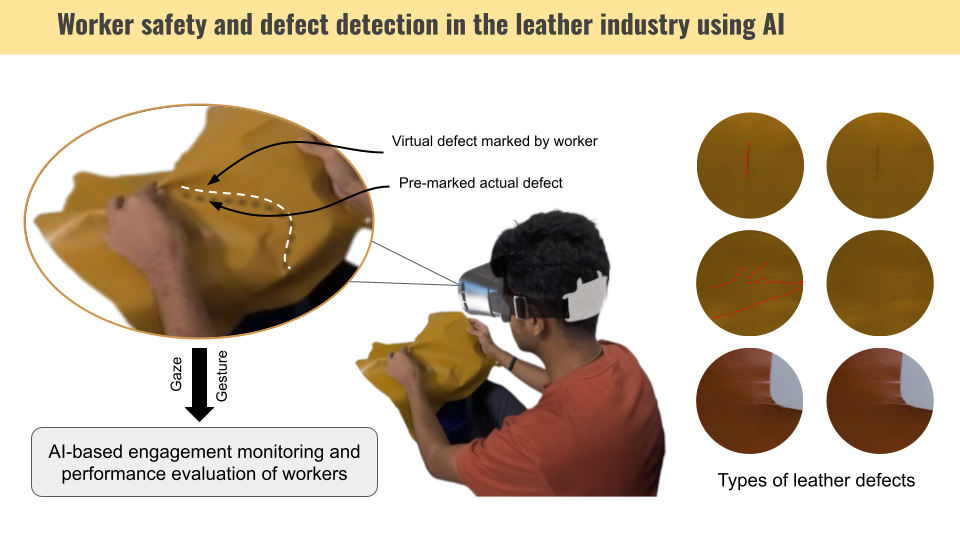 Worker safety and defect detection in the leather industry using AI
Virtual defect marked by worker
Pre-marked actual defect
Gaze
Gesture
AI-based engagement monitoring and
performance evaluation of workers
Types of leather defects